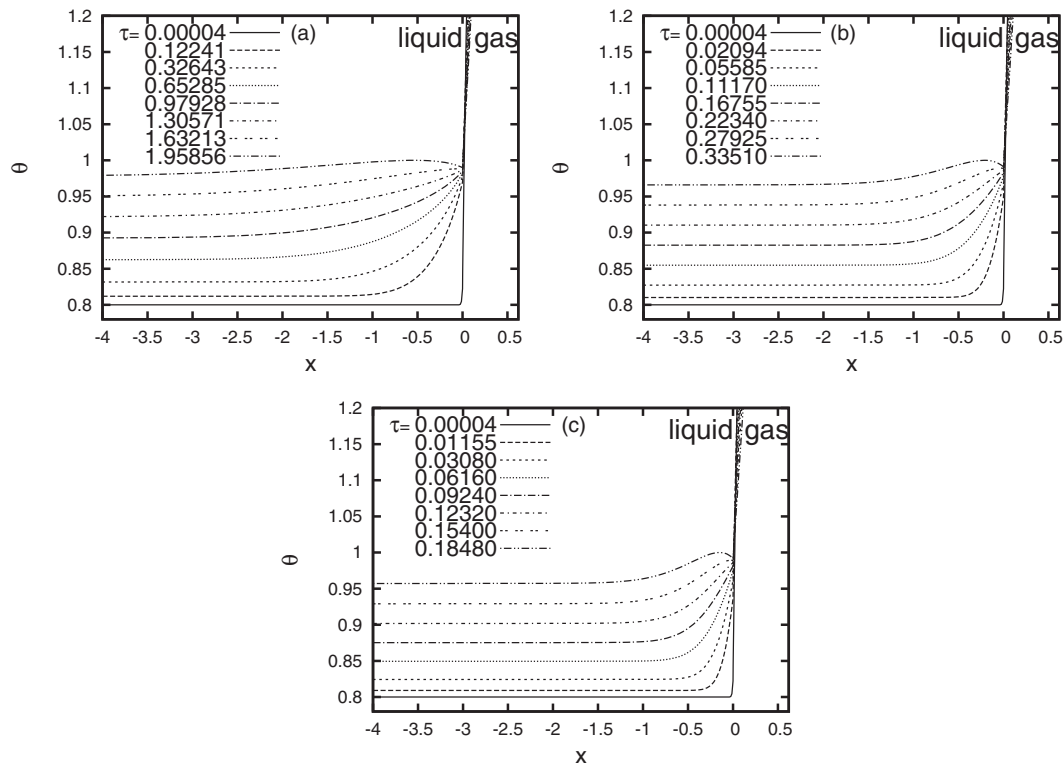 1.2
1.15
1.1
1.05
1
0.95
0.9
0.85
0.8
θ
τ= 0.00004
0.12241
0.32643
0.65285
0.97928
1.30571
1.63213
1.95856
(a)
liquid gas
-4 -3.5 -3 -2.5 -2 -1.5 -1 -0.5 0 0.5
x
1.2
1.15
1.1
1.05
1
0.95
0.9
0.85
0.8
θ
τ= 0.00004
0.02094
0.05585
0.11170
0.16755
0.22340
0.27925
0.33510
(b)
liquid gas
-4 -3.5 -3 -2.5 -2 -1.5 -1 -0.5 0 0.5
x
1.2
1.15
1.1
1.05
1
0.95
0.9
0.85
0.8
θ
τ= 0.00004
0.01155
0.03080
0.06160
0.09240
0.12320
0.15400
0.18480
(c)
liquid gas
-4 -3.5 -3 -2.5 -2 -1.5 -1 -0.5 0 0.5
x